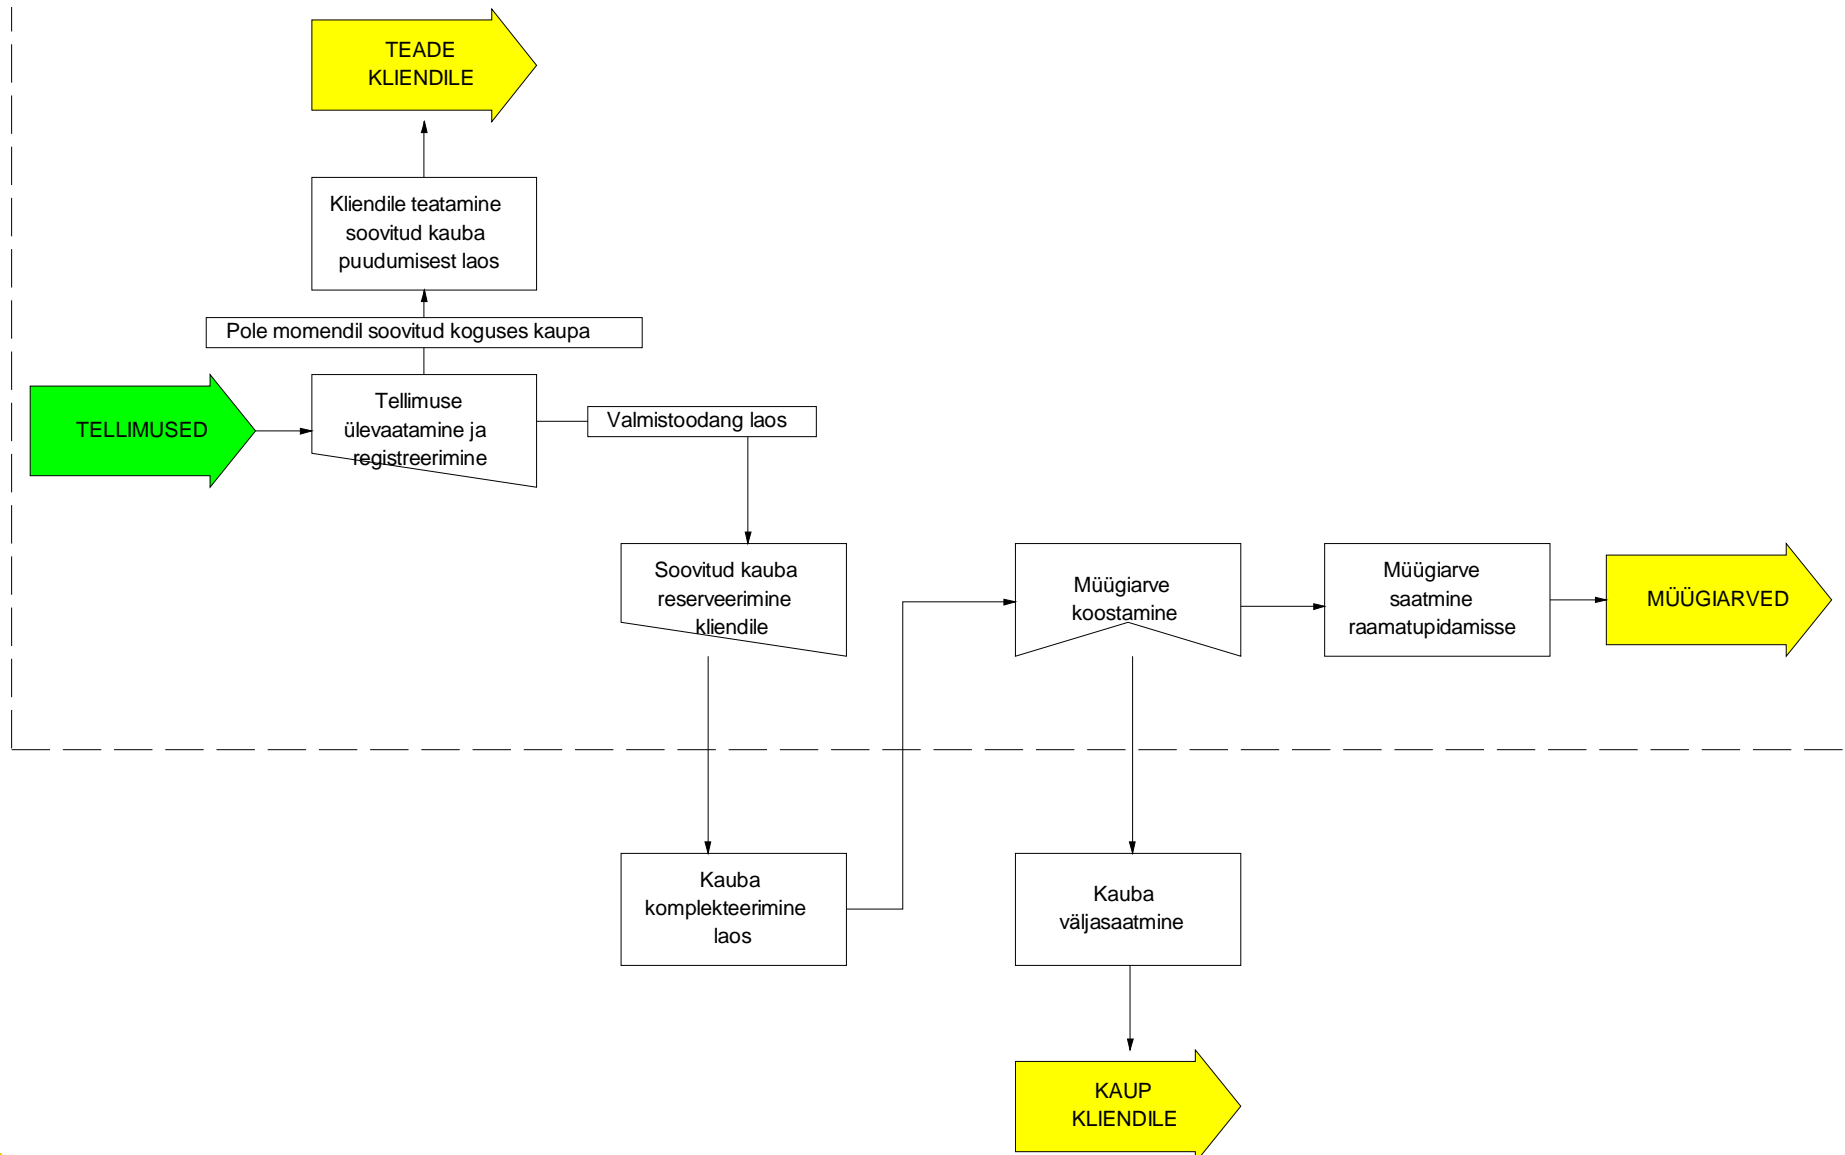 TEADE
KLIENDILE
Kliendile teatamine
soovitud kauba
puudumisest laos
Pole momendil soovitud koguses kaupa
TELLIMUSED
Tellimuse
ülevaatamine ja
registreerimine
Valmistoodang laos
Soovitud kauba
reserveerimine
kliendile
Müügiarve
koostamine
Müügiarve
saatmine
raamatupidamisse
MÜÜGIARVED
Kauba
komplekteerimine
laos
Kauba
väljasaatmine
KAUP
KLIENDILE